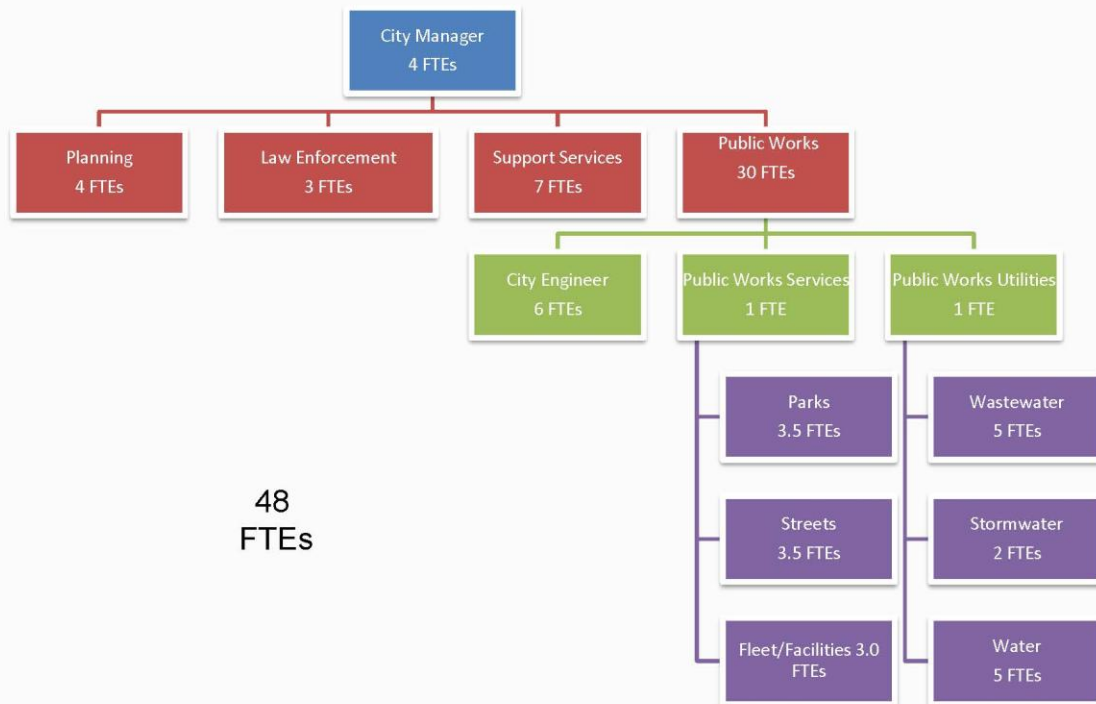 City Manager
4 FTEs
Planning
4 FTEs
Law Enforcement
3 FTEs
Support Services
7 FTEs
Public Works
30 FTEs
City Engineer
6 FTEs
Public Works Services
1 FTE
Public Works Utilities
1 FTE
Parks
3.5 FTEs
Wastewater
5 FTEs
48
FTEs
Streets
3.5 FTEs
Stormwater
2 FTEs
Fleet/Facilities 3.0
FTEs
Water
5 FTEs